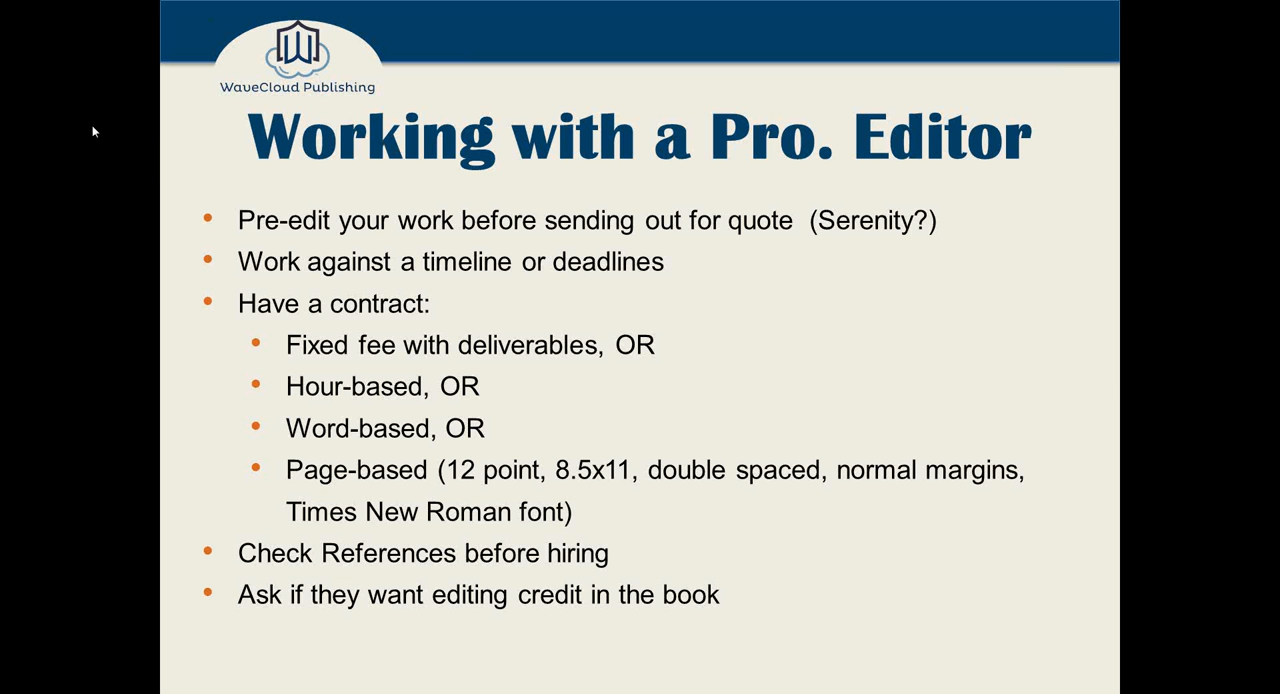 WaveCloud Publishing
Working with a Pro. Editor
• Pre-edit your work before sending out for quote (Serenity?)
• Work against a timeline or deadlines
• Have a contract:
• Fixed fee with deliverables, OR
• Hour-based, OR
• Word-based, OR
• Page-based (12 point, 8.5x11, double spaced, normal margins,
Times New Roman font)
• Check References before hiring
• Ask if they want editing credit in the book